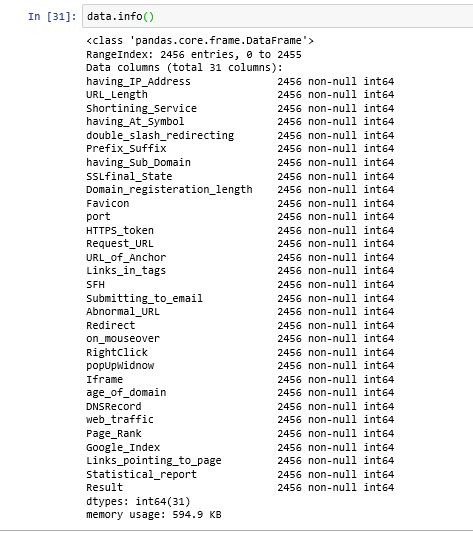 In [31]: data.info()
<class 'pandas.core.frame.DataFrame'>
RangeIndex: 2456 entries, 0 to 2455
Data columns (total 31 columns):
having_IP_Address 2456 non-null int64
URL_Length 2456 non-null int64
Shortining_Service 2456 non-null int64
having_At_Symbol 2456 non-null int64
double_slash_redirecting 2456 non-null int64
Prefix_Suffix 2456 non-null int64
having_Sub_Domain 2456 non-null int64
SSLfinal_State 2456 non-null int64
Domain_registeration_length 2456 non-null int64
Favicon 2456 non-null int64
port 2456 non-null int64
HTTPS_token 2456 non-null int64
Request_URL 2456 non-null int64
URL_of_Anchor 2456 non-null int64
Links_in_tags 2456 non-null int64
SFH 2456 non-null int64
Submitting_to_email 2456 non-null int64
Abnormal_URL 2456 non-null int64
Redirect 2456 non-null int64
on_mouseover 2456 non-null int64
RightClick 2456 non-null int64
popUpWidnow 2456 non-null int64
Iframe 2456 non-null int64
age_of_domain 2456 non-null int64
DNSRecord 2456 non-null int64
web_traffic 2456 non-null int64
Page_Rank 2456 non-null int64
Google_Index 2456 non-null int64
Links_pointing_to_page 2456 non-null int64
Statistical_report 2456 non-null int64
Result 2456 non-null int64
dtypes: int64(31)
memory usage: 594.9 KB